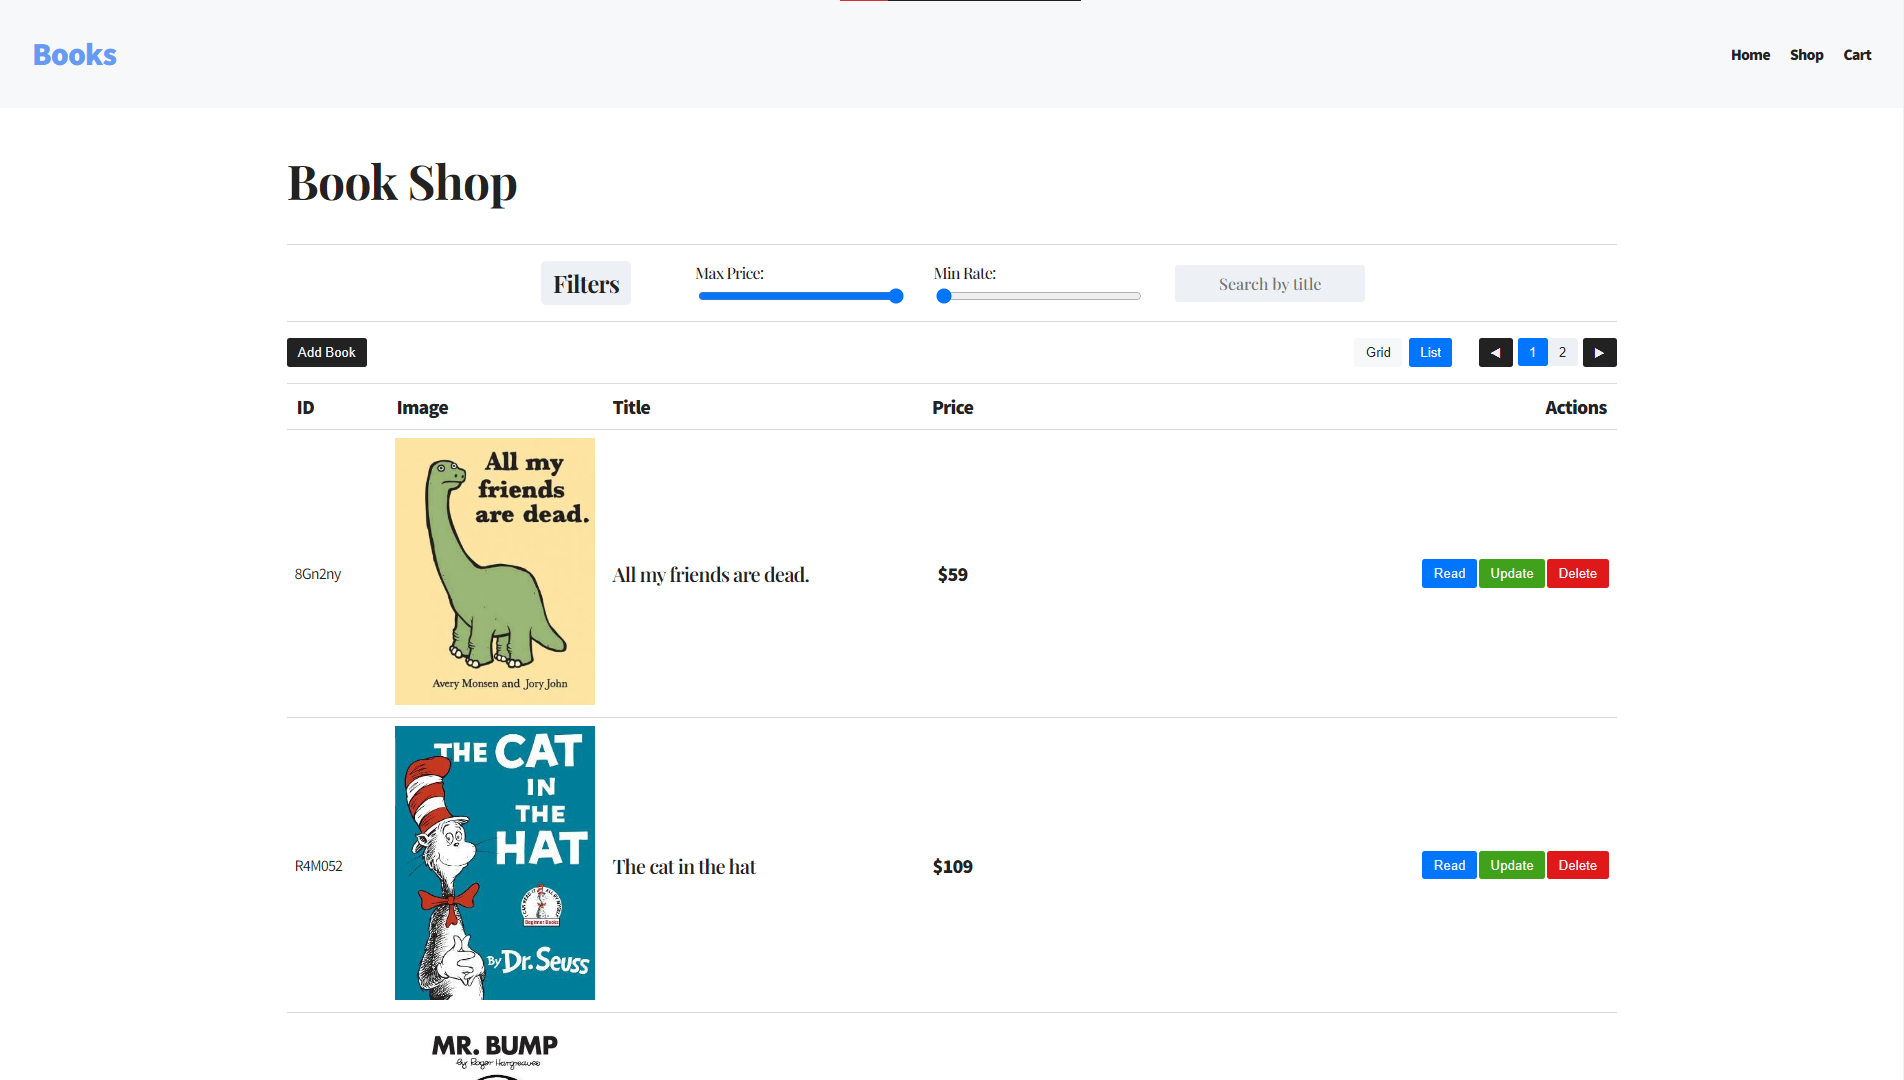 Books
Home Shop Cart
Book Shop
Filters
Max Price:
Min Rate:
Search by title
Add Book
Grid List ◀ 1 2 ▶
ID Image Title Price Actions
All my
friends
are dead.
Avery Monsen and Jory John
8Gn2ny
All my friends are dead.
$59
Read Update Delete
THE CAT
IN
THE
HAT
Beginner Books
By Dr. Seuss
R4M052
The cat in the hat
$109
Read Update Delete
MR. BUMP
By Roger Hargreaves